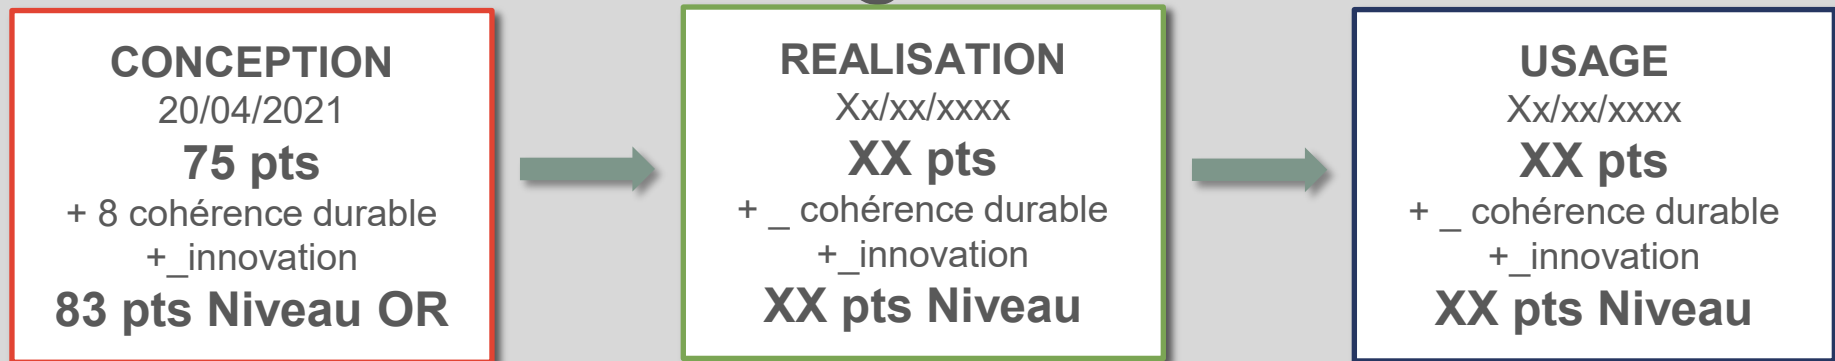 CONCEPTION
20/04/2021
75 pts
+ 8 cohérence durable
+_innovation
83 pts Niveau OR
REALISATION
Xx/xx/xxxx
XX pts
+ _ cohérence durable
+_innovation
XX pts Niveau
USAGE
Xx/xx/xxxx
XX pts
+ _ cohérence durable
+_innovation
XX pts Niveau